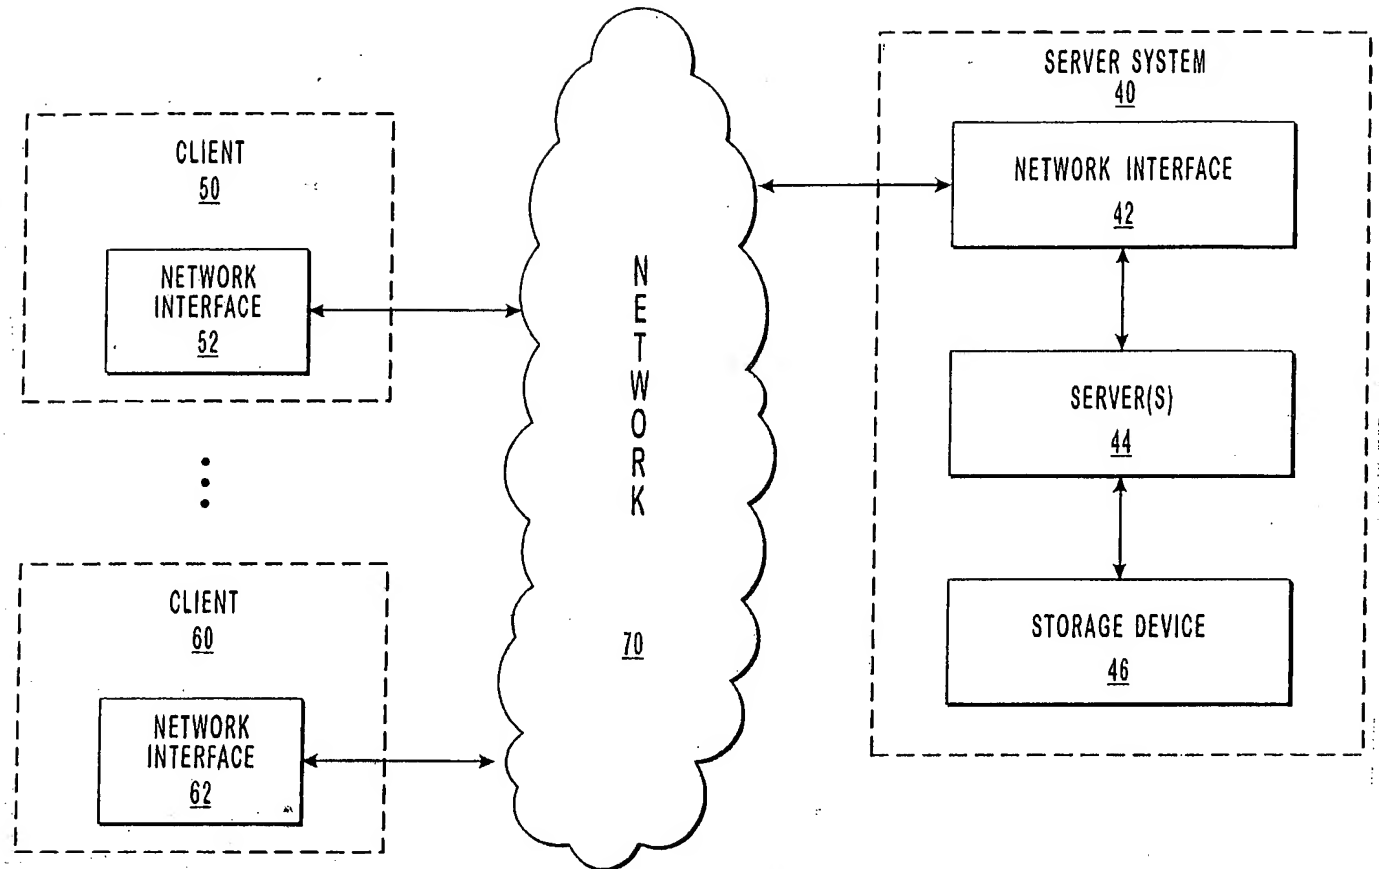 CLIENT
50
NETWORK
INTERFACE
52
CLIENT
60
NETWORK
INTERFACE
62
NETWORK
70
SERVER SYSTEM
40
NETWORK INTERFACE
42
SERVER(S)
44
STORAGE DEVICE
46